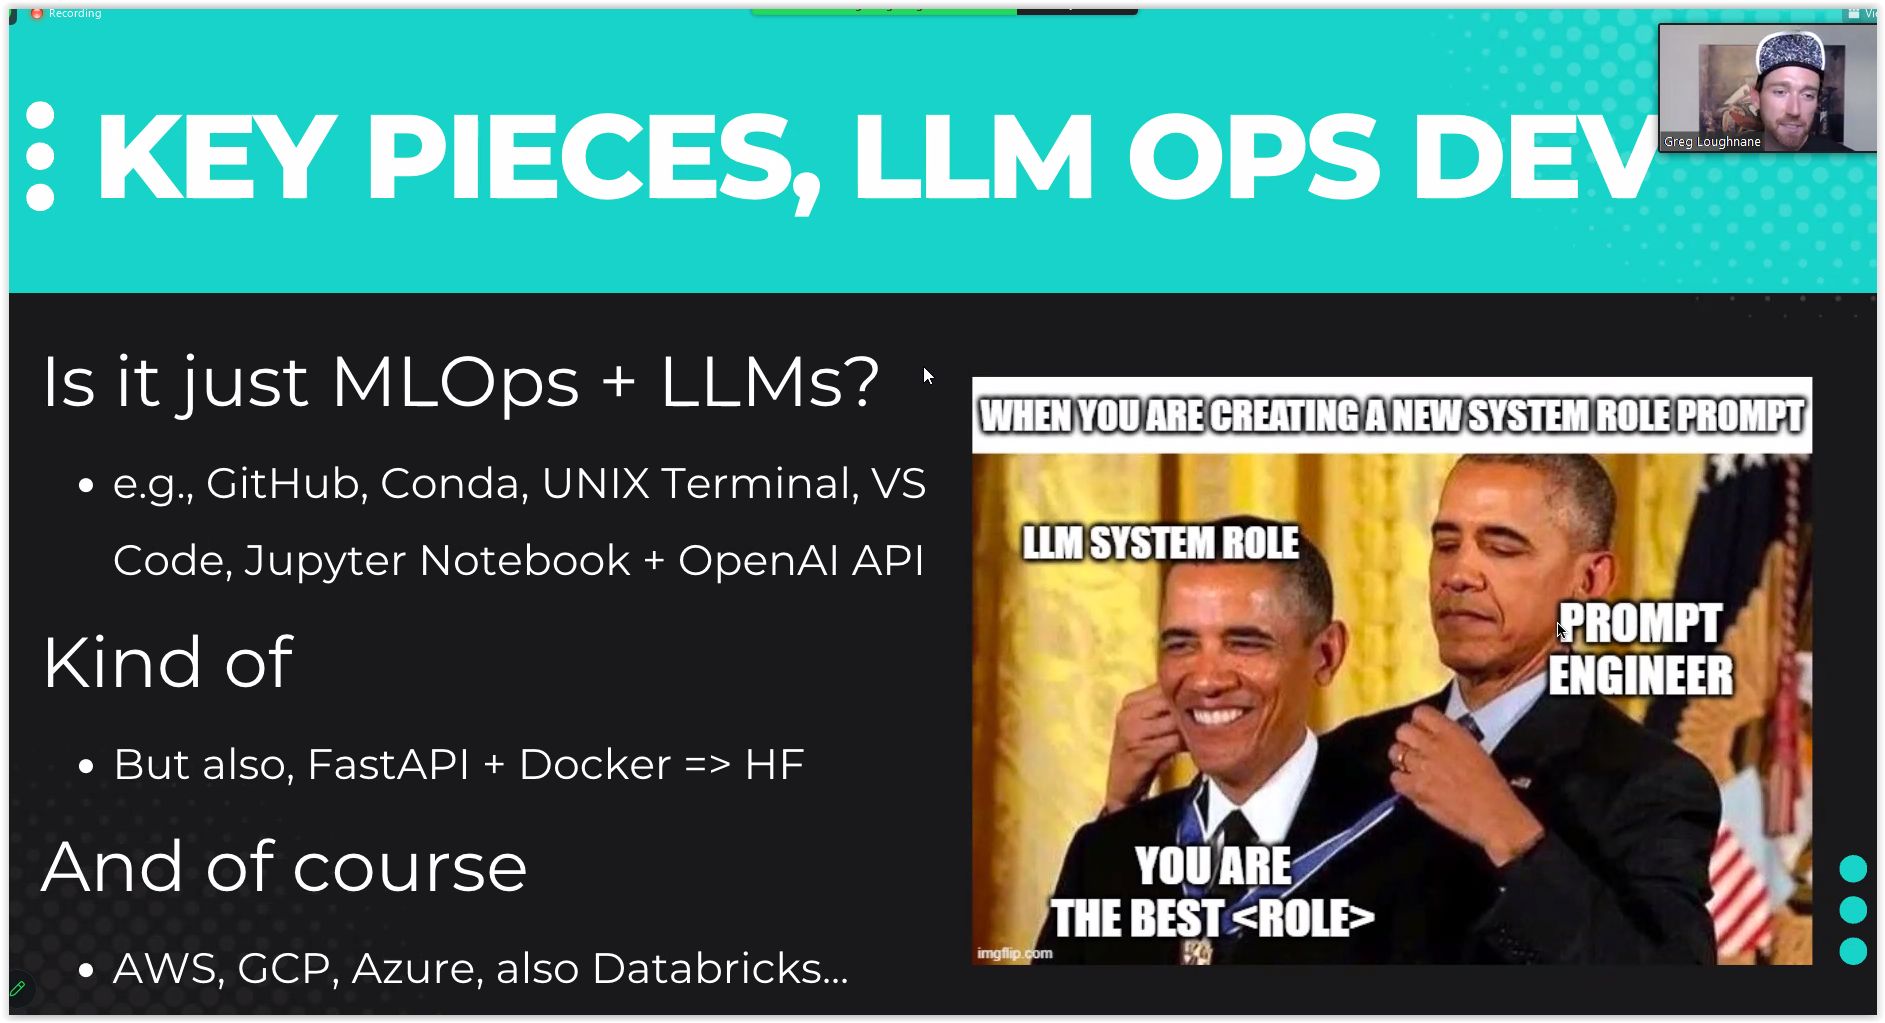 Recording
Greg Loughnane
KEY PIECES, LLM OPS DEV
Is it just MLOps + LLMs?
• e.g., GitHub, Conda, UNIX Terminal, VS
Code, Jupyter Notebook + OpenAI API
Kind of
• But also, FastAPI + Docker => HF
And of course
• AWS, GCP, Azure, also Databricks...
WHEN YOU ARE CREATING A NEW SYSTEM ROLE PROMPT
LLM SYSTEM ROLE
PROMPT
ENGINEER
YOU ARE
THE BEST <ROLE>
imgflip.com